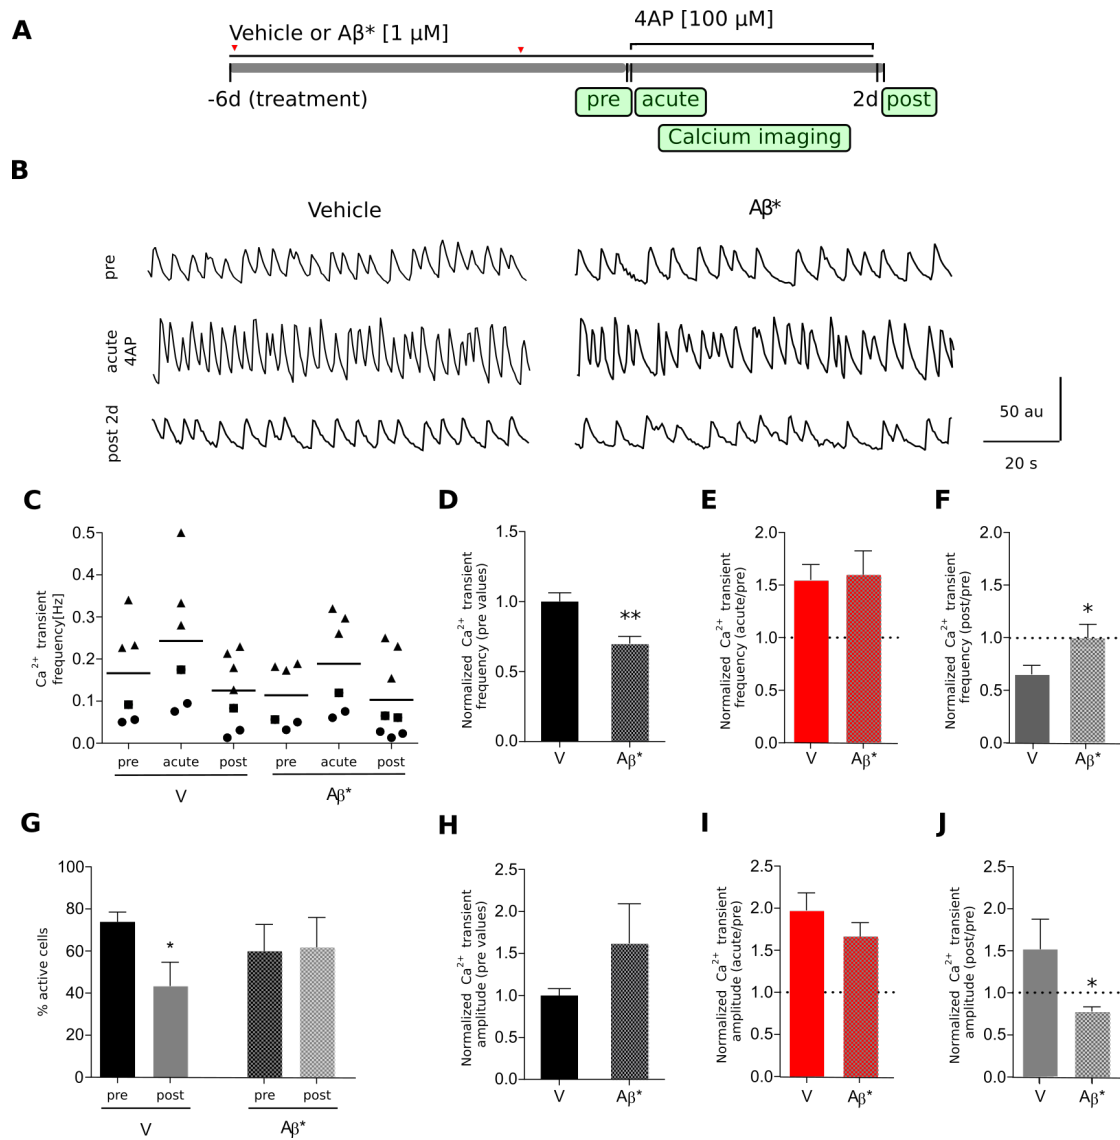 A
Vehicle or Aβ* [1 µM]
4AP [100 µM]
-6d (treatment)
pre
acute
2d
post
Calcium imaging
B
Vehicle
Aβ*
pre
acute
4AP
post 2d
50 au
20 s
C
Ca2+ transient
frequency[Hz]
0.5
0.4
0.3
0.2
0.1
0.0
pre
acute
post
pre
acute
post
V
Aβ*
D
Normalized Ca2+ transient
frequency (pre values)
1.5
1.0
0.5
0.0
**
V
Aβ*
E
Normalized Ca2+ transient
frequency (acute/pre)
2.0
1.5
1.0
0.5
0.0
V
Aβ*
F
Normalized Ca2+ transient
frequency (post/pre)
2.0
1.5
1.0
0.5
0.0
*
V
Aβ*
G
% active cells
100
80
60
40
20
0
*
pre
post
pre
post
V
Aβ*
H
Normalized Ca2+ transient
amplitude (pre values)
2.5
2.0
1.5
1.0
0.5
0.0
V
Aβ*
I
Normalized Ca2+ transient
amplitude (acute/pre)
2.5
2.0
1.5
1.0
0.5
0.0
V
Aβ*
J
Normalized Ca2+ transient
amplitude (post/pre)
2.5
2.0
1.5
1.0
0.5
0.0
*
V
Aβ*